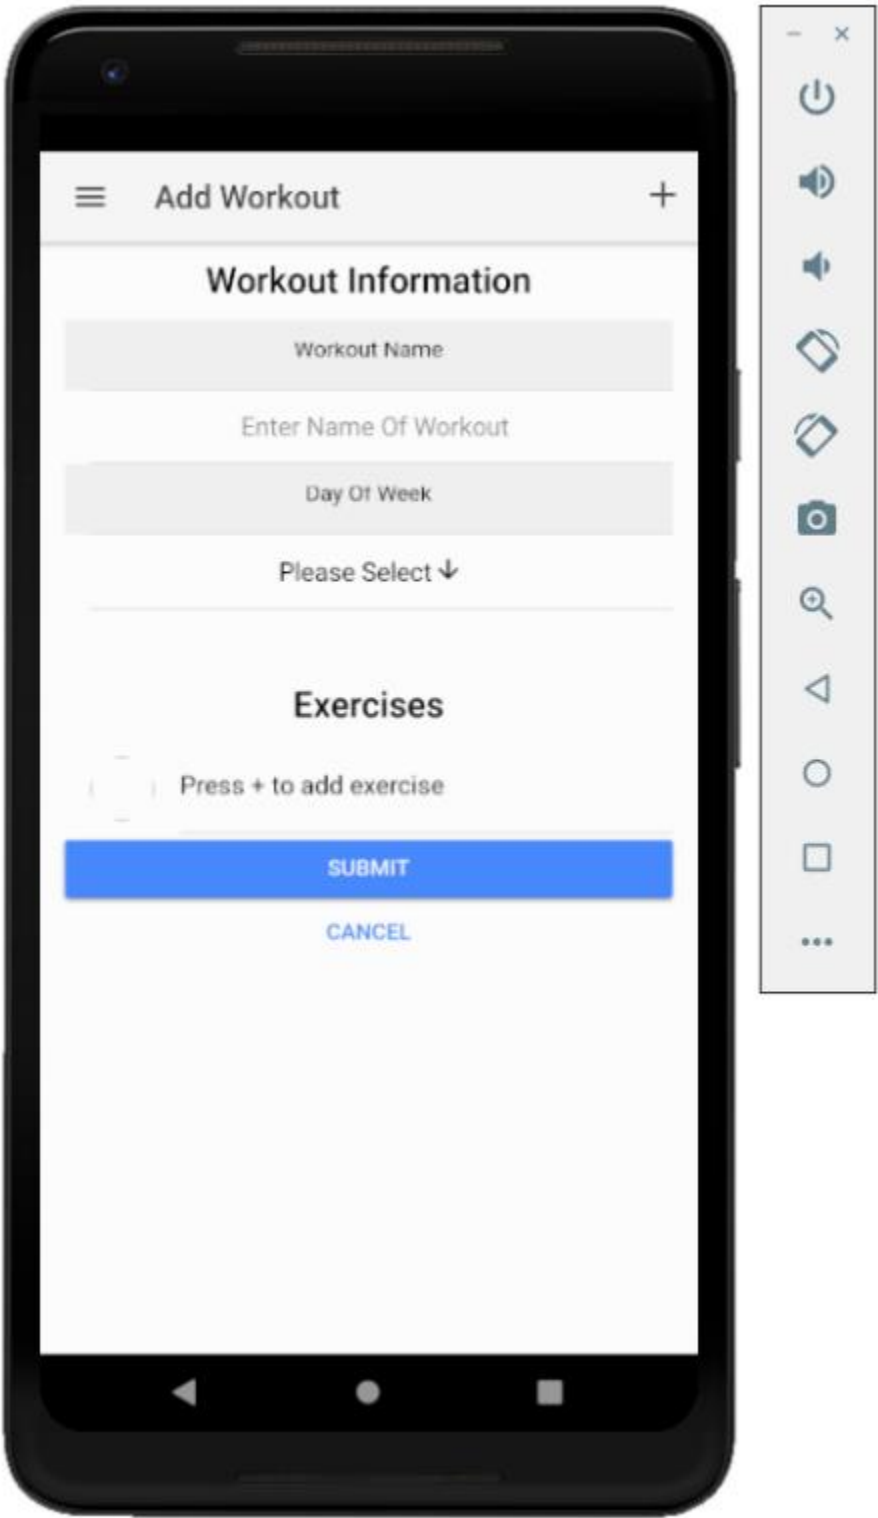 Add Workout
Workout Information
Workout Name
Enter Name Of Workout
Day Of Week
Please Select
Exercises
Press + to add exercise
SUBMIT
CANCEL